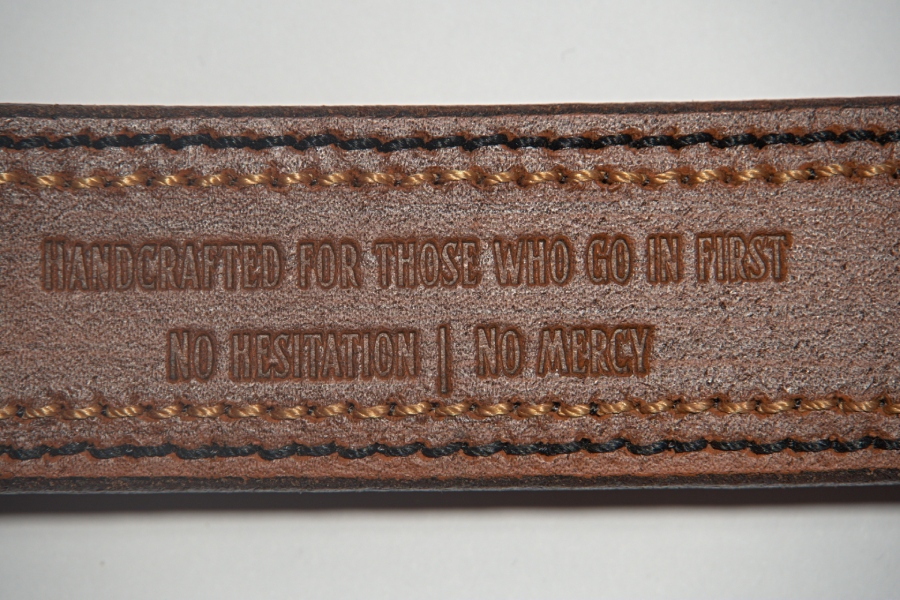 Handcrafted for those who go in first
No hesitation | No mercy